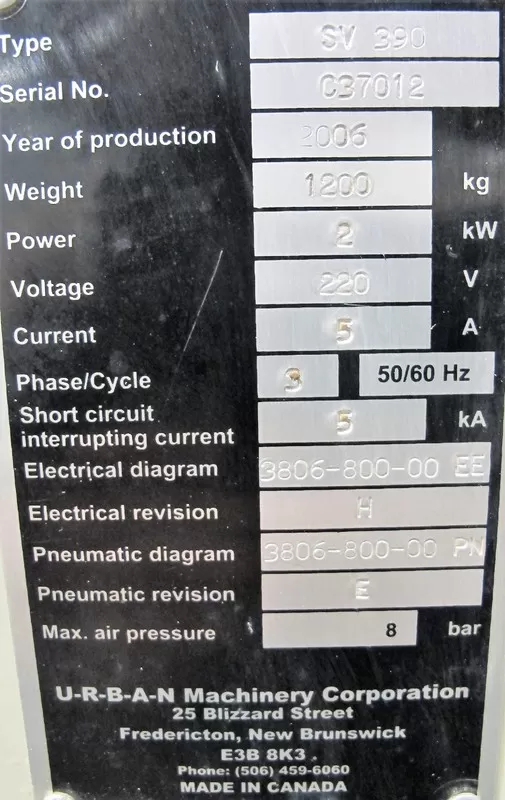 Type SV 390
Serial No. C37012
Year of production 2006
Weight 1200 kg
Power 2 kW
Voltage 220 V
Current 5 A
Phase/Cycle 3 50/60 Hz
Short circuit
interrupting current 5 kA
Electrical diagram 3806-800-00 EE
Electrical revision H
Pneumatic diagram 3806-800-00 PN
Pneumatic revision E
Max. air pressure 8 bar
U-R-B-A-N Machinery Corporation
25 Blizzard Street
Fredericton, New Brunswick
E3B 8K3 .
Phone: (506) 459-6060
MADE IN CANADA